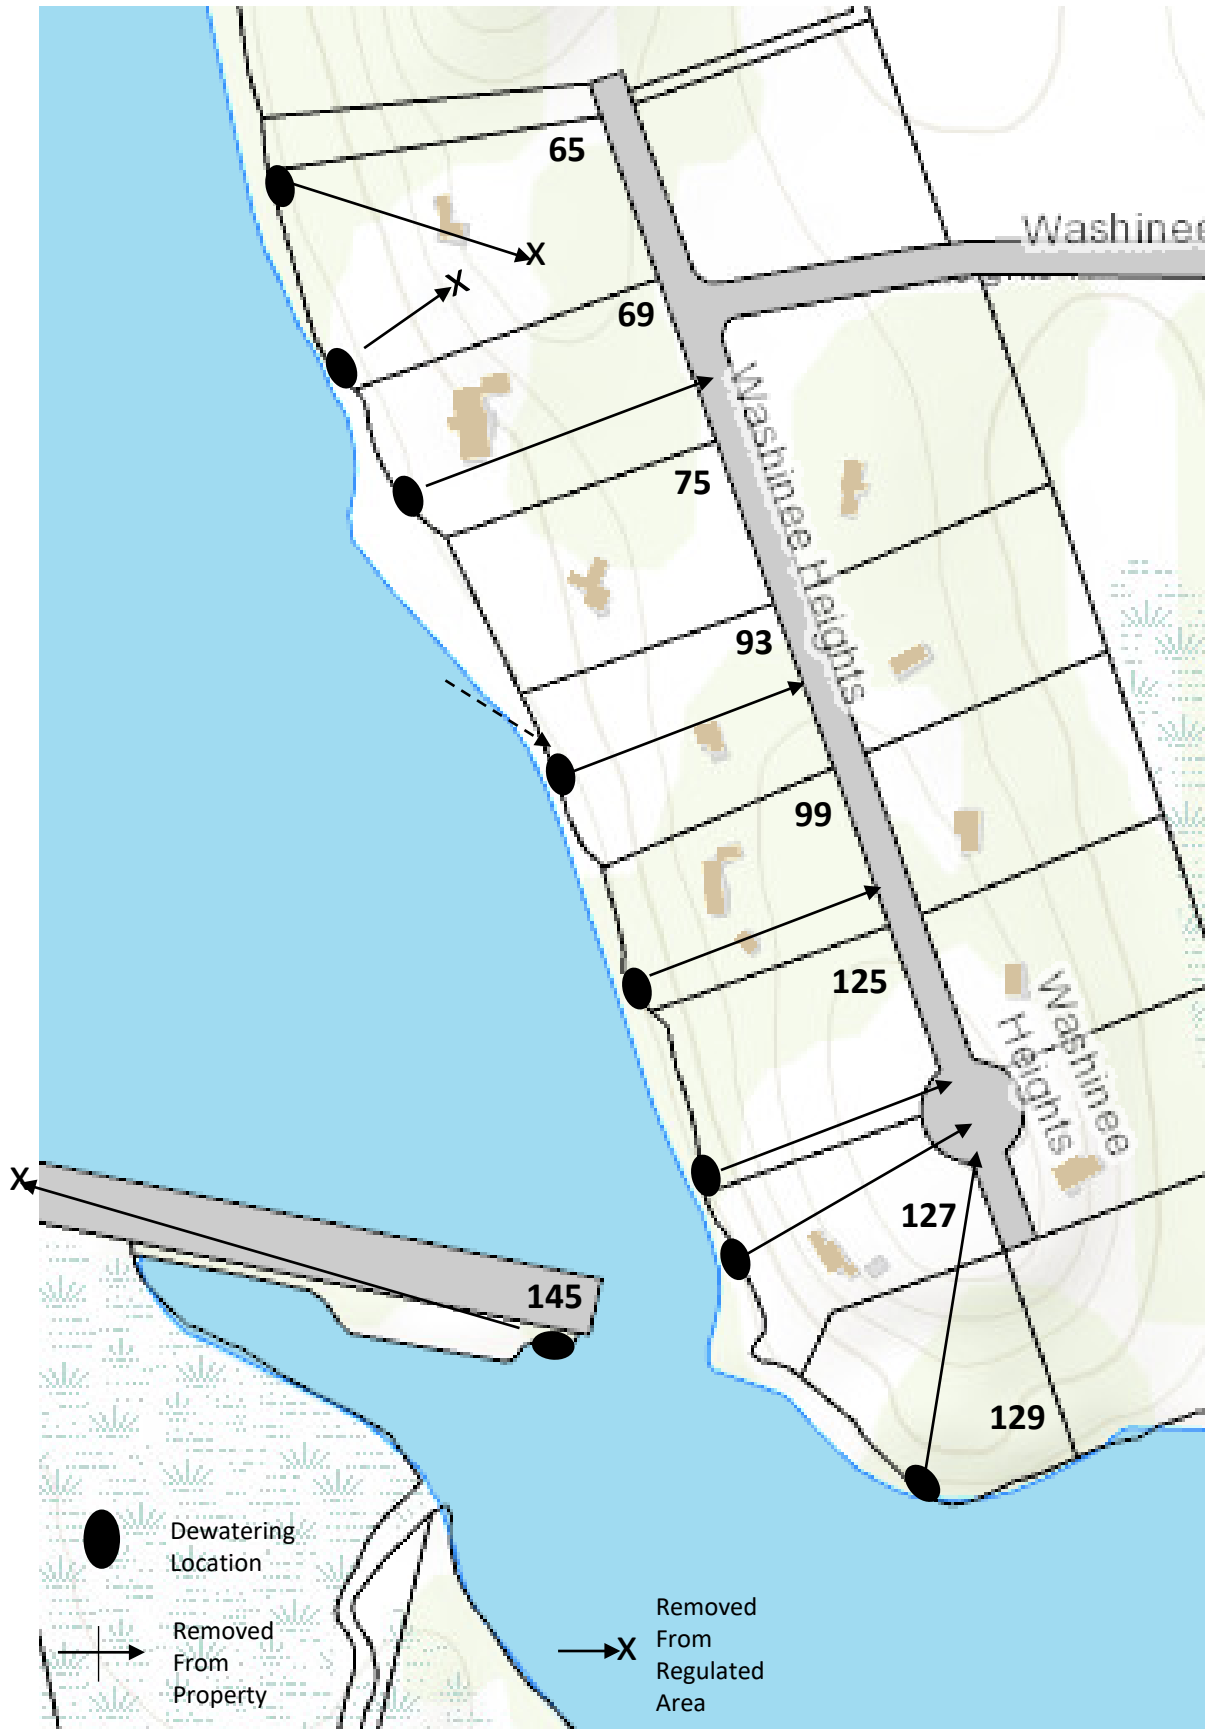 65
Washinee
X
X
69
Washinee Heights
75
93
99
125
Washinee
Heights
X
127
145
129
Dewatering
Location
Removed
From
Property
X
Removed
From
Regulated
Area